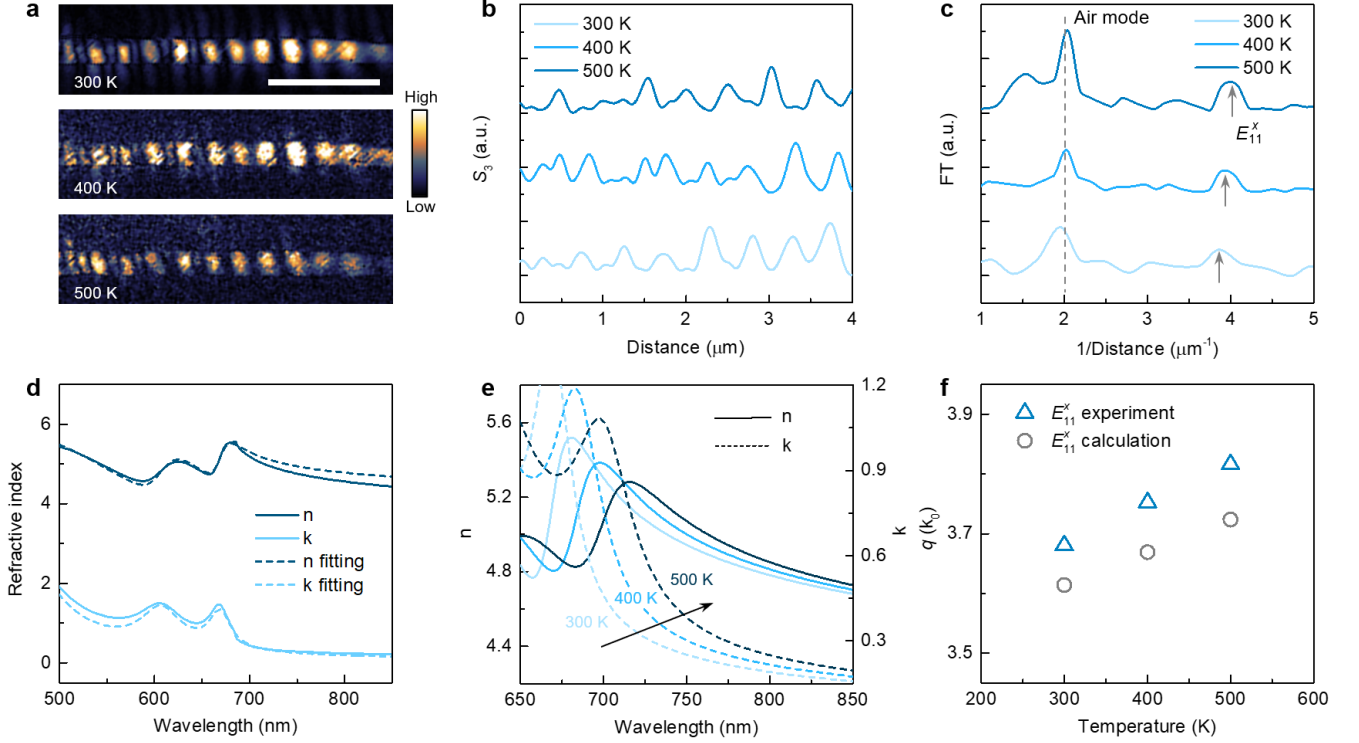 a
300 K
400 K
500 K
High
Low
b
300 K
400 K
500 K
S3 (a.u.)
0 1 2 3 4
Distance (μm)
c
Air mode
300 K
400 K
500 K
E11^x
FT (a.u.)
1 2 3 4 5
1/Distance (μm⁻¹)
d
6
4
2
0
Refractive index
n
k
n fitting
k fitting
500 600 700 800
Wavelength (nm)
e
5.6
5.2
4.8
4.4
n
n
k
500 K
400 K
300 K
1.2
0.9
0.6
0.3
k
650 700 750 800 850
Wavelength (nm)
f
3.9
3.7
3.5
q (k0)
E11^x experiment
E11^x calculation
200 300 400 500 600
Temperature (K)